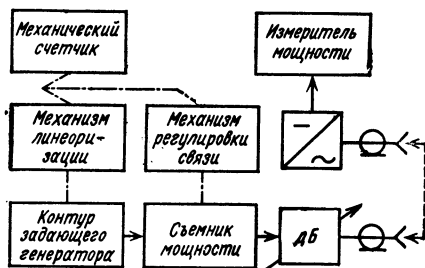 Механический
счетчик
Измеритель
мощности
Механизм
линеори-
зации
Механизм
регулировки
связи
Контур
задающего
генератора
Съемник
мощности
дБ